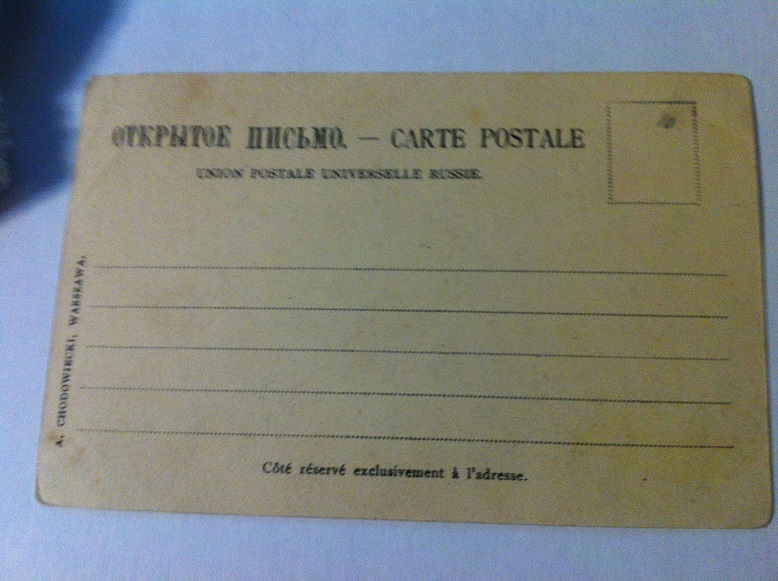 ОТКРЫТОЕ ПИСЬМО. — CARTE POSTALE
UNION POSTALE UNIVERSELLE RUSSIE.
A. CHODOWIECKI, WARSZAWA.
Côté réservé exclusivement à l'adresse.